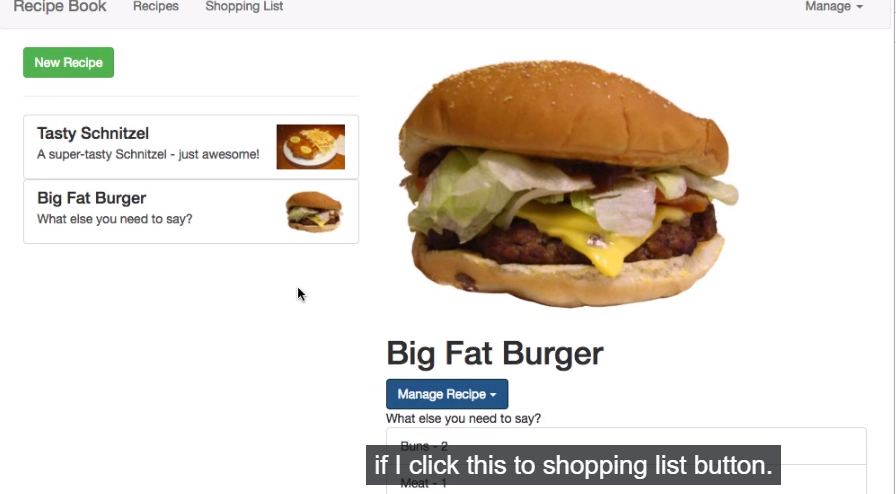 Recipe Book Recipes Shopping List Manage
New Recipe
Tasty Schnitzel
A super-tasty Schnitzel - just awesome!
Big Fat Burger
What else you need to say?
Big Fat Burger
Manage Recipe
What else you need to say?
Buns - 2
if I click this to shopping list button.
Meat - 1